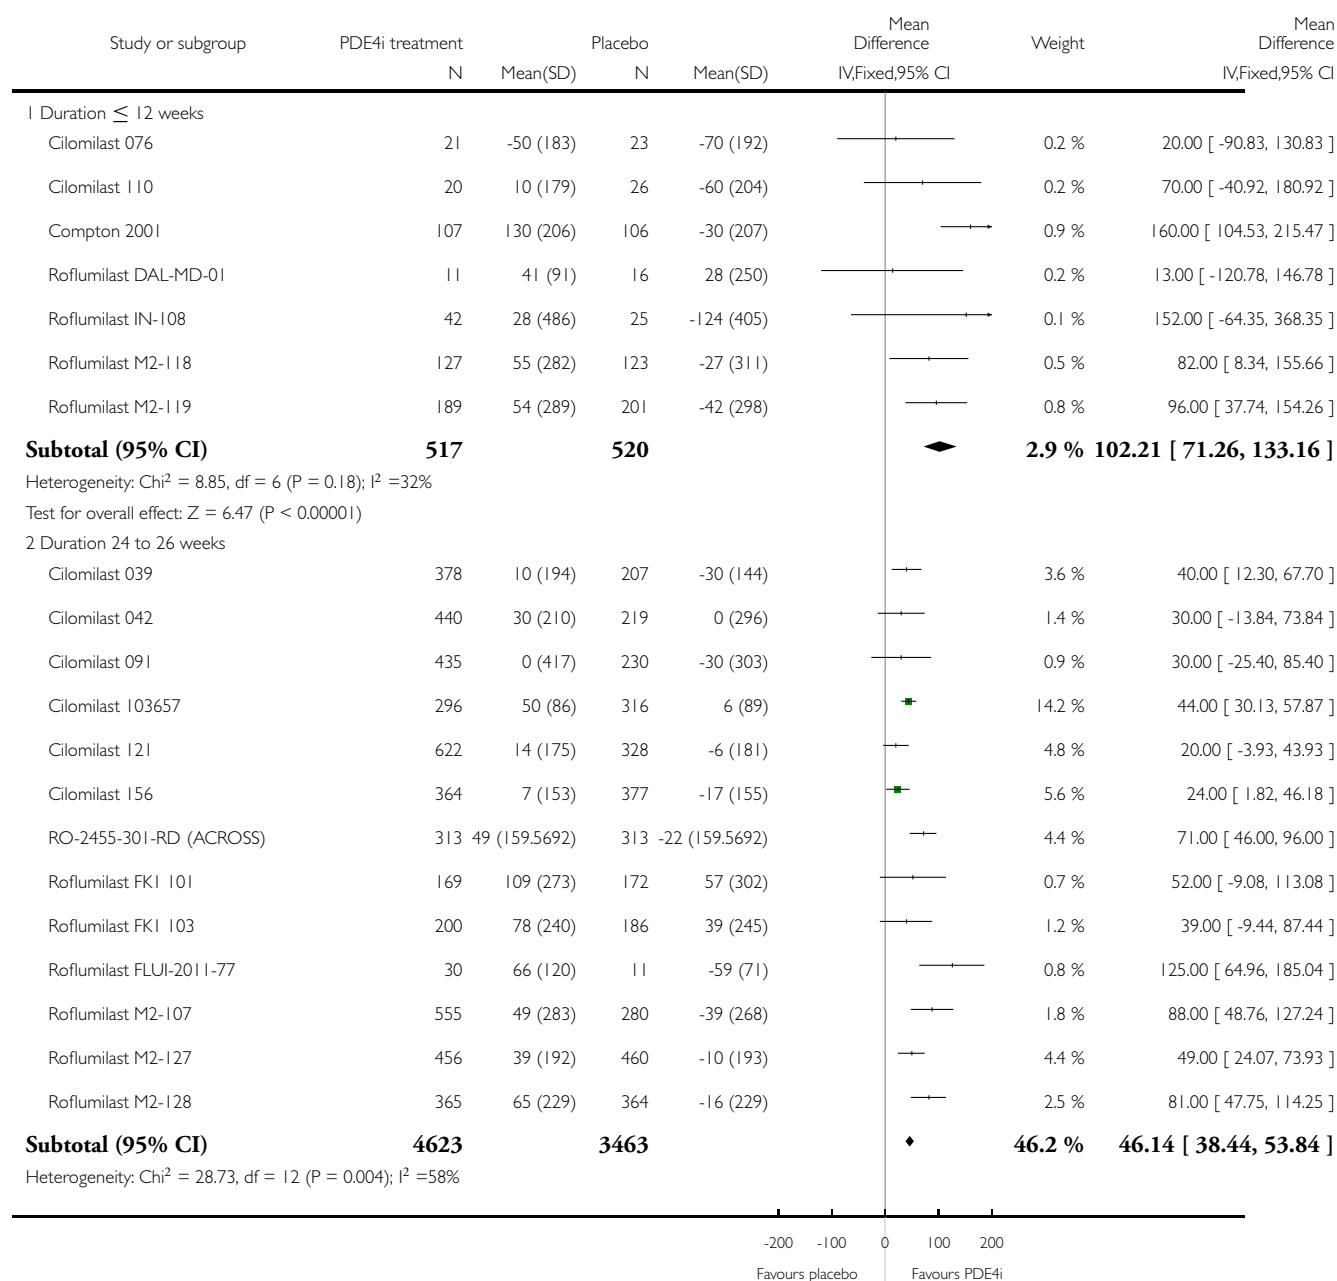 Mean Mean
Study or subgroup PDE4i treatment Placebo Difference Weight Difference
N Mean(SD) N Mean(SD) IV,Fixed,95% CI IV,Fixed,95% CI
1 Duration ≤ 12 weeks
Cilomilast 076 21 -50 (183) 23 -70 (192) 0.2 % 20.00 [ -90.83, 130.83 ]
Cilomilast 110 20 10 (179) 26 -60 (204) 0.2 % 70.00 [ -40.92, 180.92 ]
Compton 2001 107 130 (206) 106 -30 (207) 0.9 % 160.00 [ 104.53, 215.47 ]
Roflumilast DAL-MD-01 11 41 (91) 16 28 (250) 0.2 % 13.00 [ -120.78, 146.78 ]
Roflumilast IN-108 42 28 (486) 25 -124 (405) 0.1 % 152.00 [ -64.35, 368.35 ]
Roflumilast M2-118 127 55 (282) 123 -27 (311) 0.5 % 82.00 [ 8.34, 155.66 ]
Roflumilast M2-119 189 54 (289) 201 -42 (298) 0.8 % 96.00 [ 37.74, 154.26 ]
Subtotal (95% CI) 517 520 2.9 % 102.21 [ 71.26, 133.16 ]
Heterogeneity: Chi² = 8.85, df = 6 (P = 0.18); I² =32%
Test for overall effect: Z = 6.47 (P < 0.00001)
2 Duration 24 to 26 weeks
Cilomilast 039 378 10 (194) 207 -30 (144) 3.6 % 40.00 [ 12.30, 67.70 ]
Cilomilast 042 440 30 (210) 219 0 (296) 1.4 % 30.00 [ -13.84, 73.84 ]
Cilomilast 091 435 0 (417) 230 -30 (303) 0.9 % 30.00 [ -25.40, 85.40 ]
Cilomilast 103657 296 50 (86) 316 6 (89) 14.2 % 44.00 [ 30.13, 57.87 ]
Cilomilast 121 622 14 (175) 328 -6 (181) 4.8 % 20.00 [ -3.93, 43.93 ]
Cilomilast 156 364 7 (153) 377 -17 (155) 5.6 % 24.00 [ 1.82, 46.18 ]
RO-2455-301-RD (ACROSS) 313 49 (159.5692) 313 -22 (159.5692) 4.4 % 71.00 [ 46.00, 96.00 ]
Roflumilast FK1 101 169 109 (273) 172 57 (302) 0.7 % 52.00 [ -9.08, 113.08 ]
Roflumilast FK1 103 200 78 (240) 186 39 (245) 1.2 % 39.00 [ -9.44, 87.44 ]
Roflumilast FLUI-2011-77 30 66 (120) 11 -59 (71) 0.8 % 125.00 [ 64.96, 185.04 ]
Roflumilast M2-107 555 49 (283) 280 -39 (268) 1.8 % 88.00 [ 48.76, 127.24 ]
Roflumilast M2-127 456 39 (192) 460 -10 (193) 4.4 % 49.00 [ 24.07, 73.93 ]
Roflumilast M2-128 365 65 (229) 364 -16 (229) 2.5 % 81.00 [ 47.75, 114.25 ]
Subtotal (95% CI) 4623 3463 46.2 % 46.14 [ 38.44, 53.84 ]
Heterogeneity: Chi² = 28.73, df = 12 (P = 0.004); I² =58%
-200 -100 0 100 200
Favours placebo Favours PDE4i